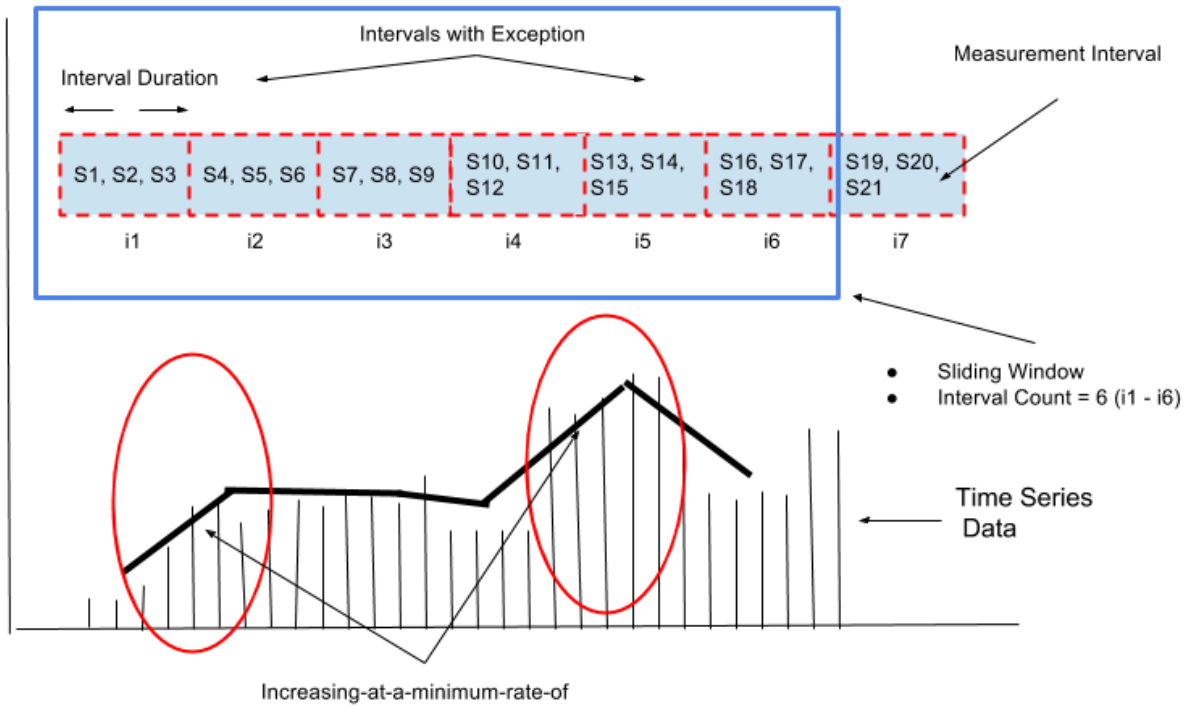 Intervals with Exception
Measurement Interval
Interval Duration
S1, S2, S3
S4, S5, S6
S7, S8, S9
S10, S11,
S12
S13, S14,
S15
S16, S17,
S18
S19, S20,
S21
i1
i2
i3
i4
i5
i6
i7
● Sliding Window
● Interval Count = 6 (i1 - i6)
Time Series
Data
Increasing-at-a-minimum-rate-of